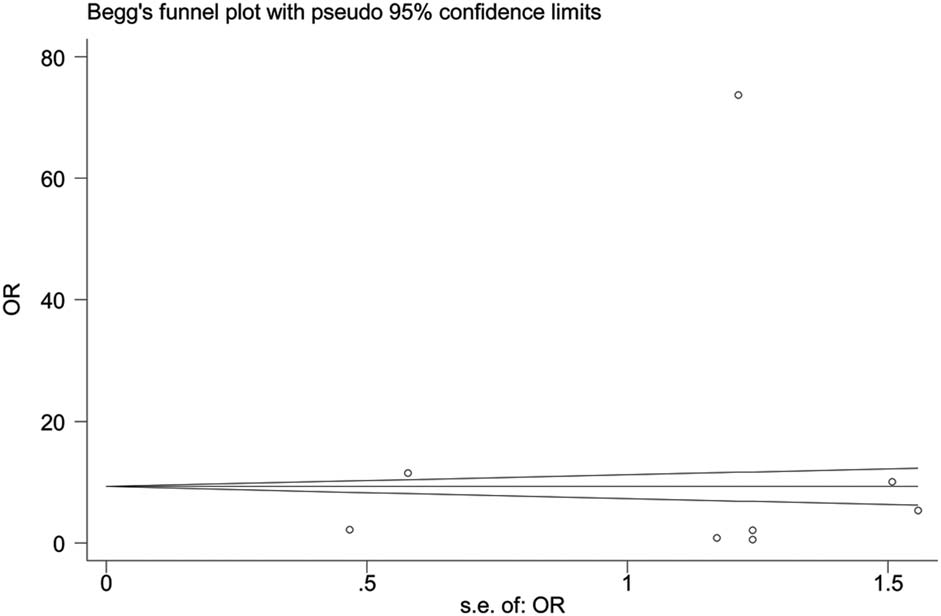 Begg's funnel plot with pseudo 95% confidence limits
80
60
40
20
0
OR
0 .5 1 1.5
s.e. of: OR